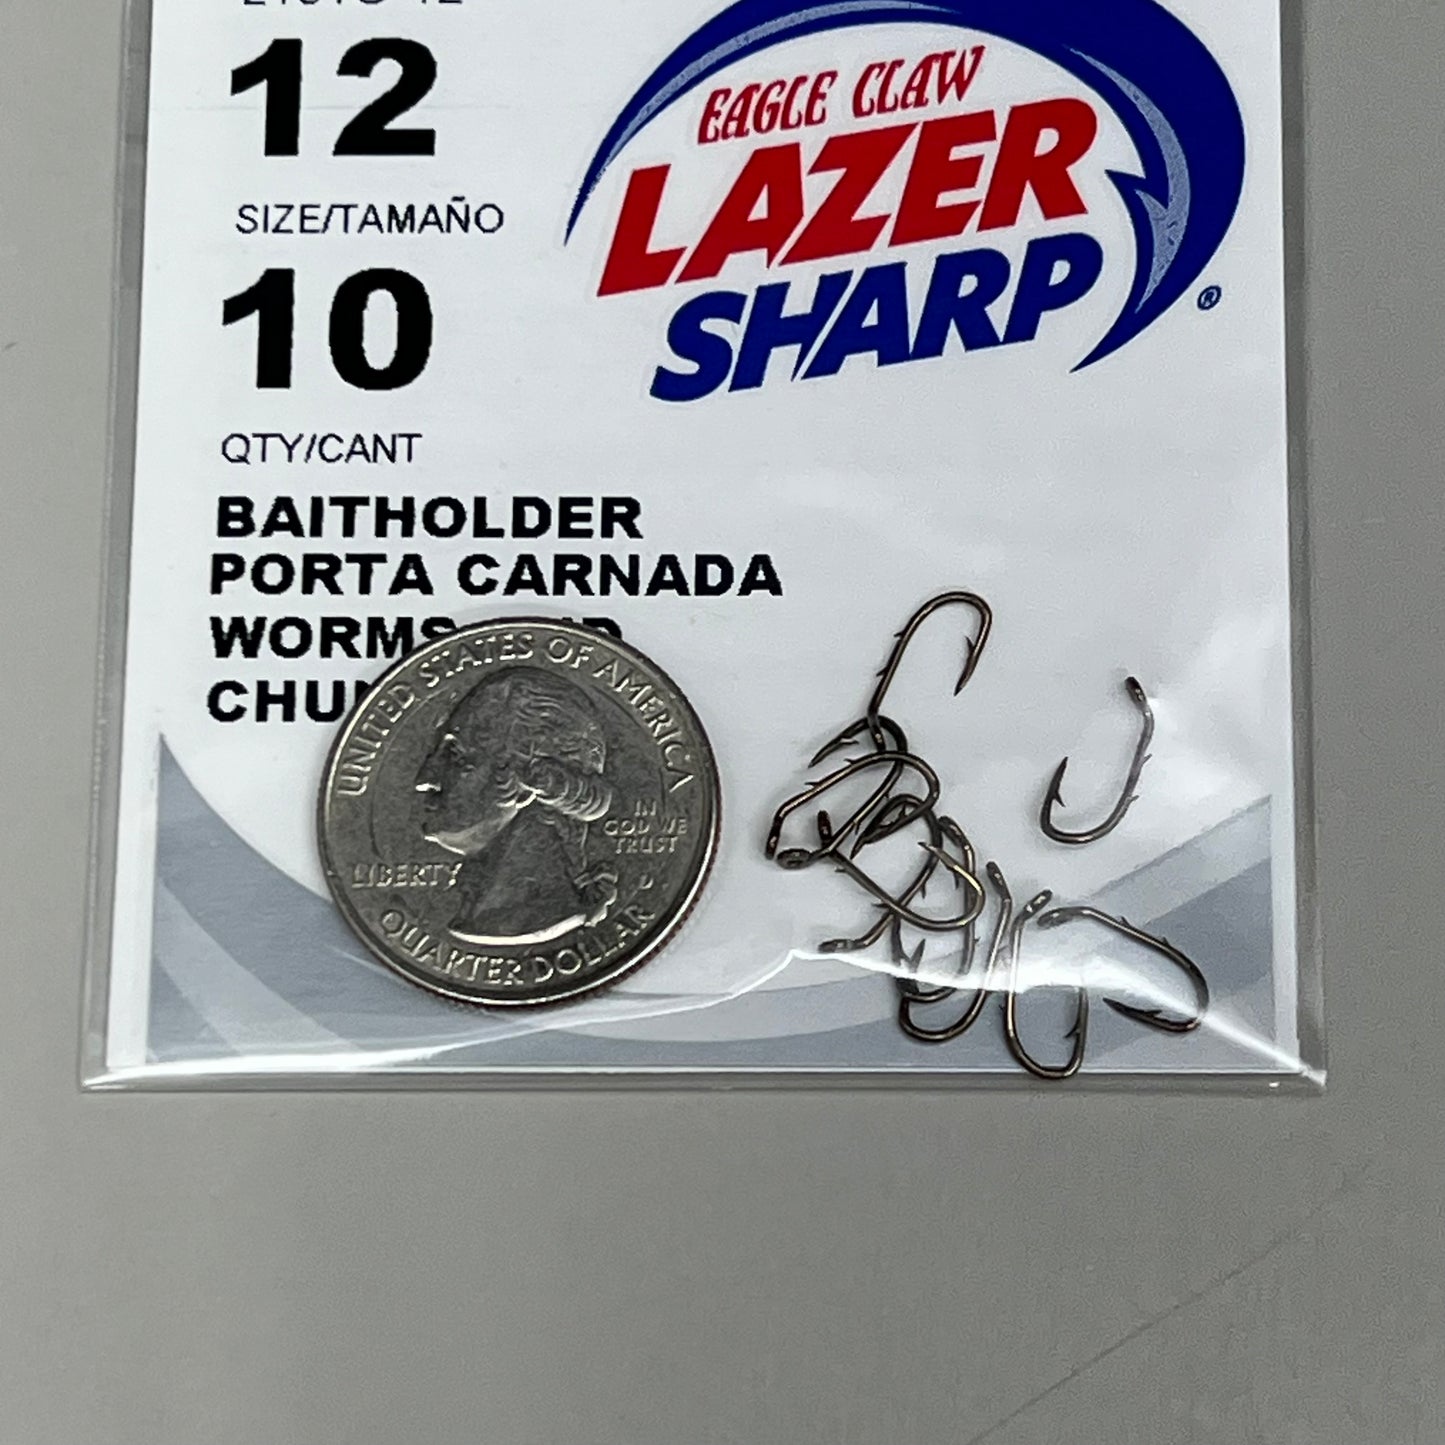 12
SIZE/TAMAÑO
10
QTY/CANT
BAITHOLDER
PORTA CARNADA
WORMS
EAGLE CLAW
LAZER
SHARP
®
UNITED STATES OF AMERICA
LIBERTY
IN
GOD WE
TRUST
D
QUARTER DOLLAR